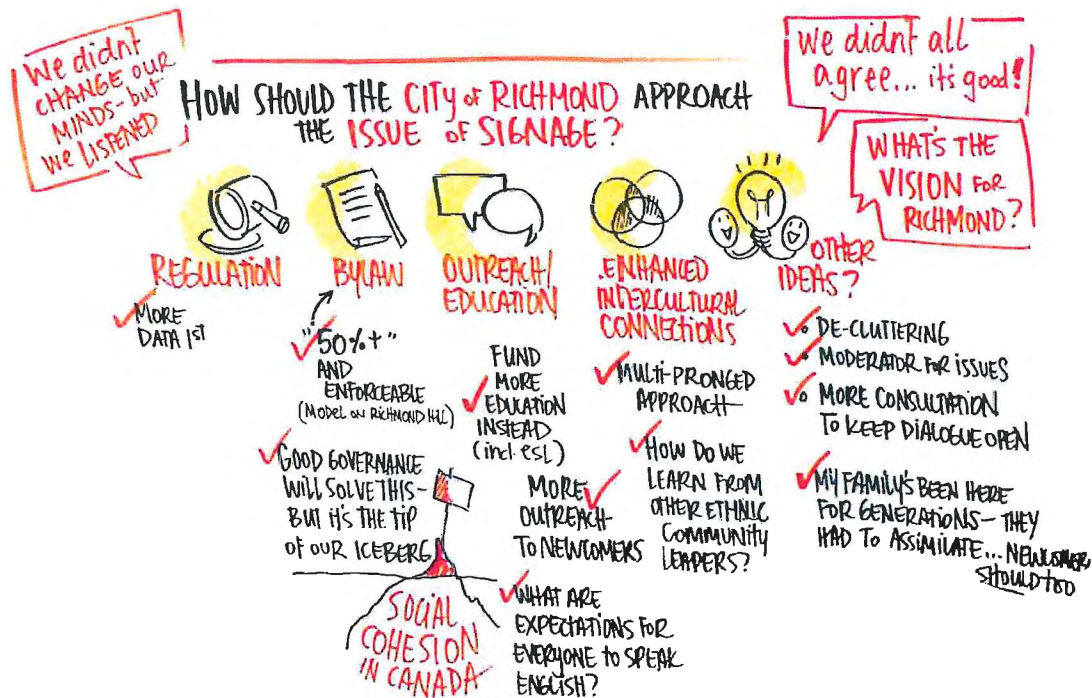 We didnt
CHANGE OUR
MINDS - but
we LISTENED
HOW SHOULD THE CITY of RICHMOND APPROACH
THE ISSUE OF SIGNAGE?
we didnt all
agree... it's good!
WHAT'S THE
VISION FOR
RICHMOND?
REGULATION
MORE
DATA 1st
BYLAW
"50%+"
AND
ENFORCEABLE
(MODEL ON RICHMOND HILL)
GOOD GOVERNANCE
WILL SOLVE THIS -
BUT it's THE TIP
OF OUR ICEBERG
SOCIAL
COHESION
IN CANADA
OUTREACH/
EDUCATION
FUND
MORE
EDUCATION
INSTEAD
(incl. esl)
MORE
OUTREACH
TO NEWCOMERS
WHAT ARE
EXPECTATIONS FOR
EVERYONE TO SPEAK
ENGLISH?
ENHANCED
INTERCULTURAL
CONNECTIONS
MULTI-PRONGED
APPROACH
HOW DO WE
LEARN FROM
OTHER ETHNIC
COMMUNITY
LEADERS?
OTHER
IDEAS?
• DE-CLUTTERING
• MODERATOR FOR ISSUES
• MORE CONSULTATION
TO KEEP DIALOGUE OPEN
MY FAMILY'S BEEN HERE
FOR GENERATIONS - THEY
HAD TO ASSIMILATE... NEWCOMERS
SHOULD TOO